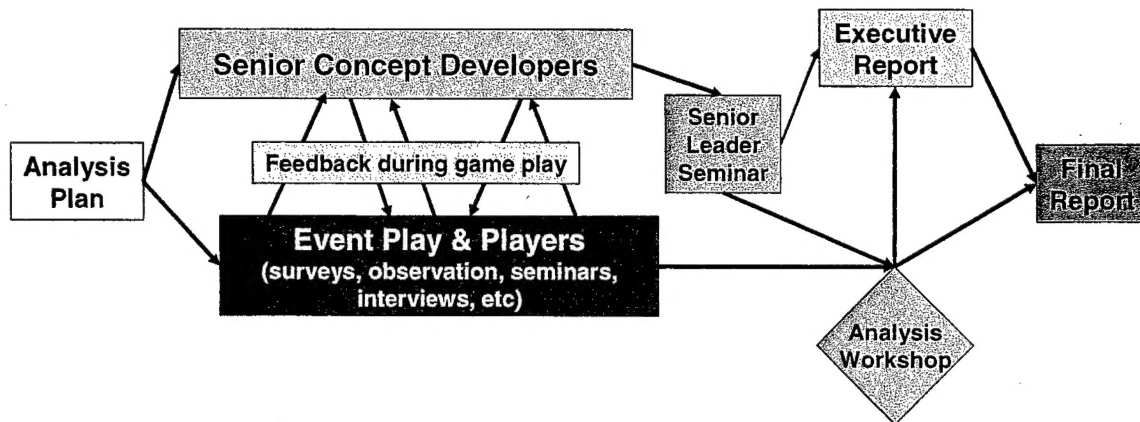 Senior Concept Developers
Executive
Report
Senior
Leader
Seminar
Analysis
Plan
Feedback during game play
Final
Report
Event Play & Players
(surveys, observation, seminars,
interviews, etc)
Analysis
Workshop